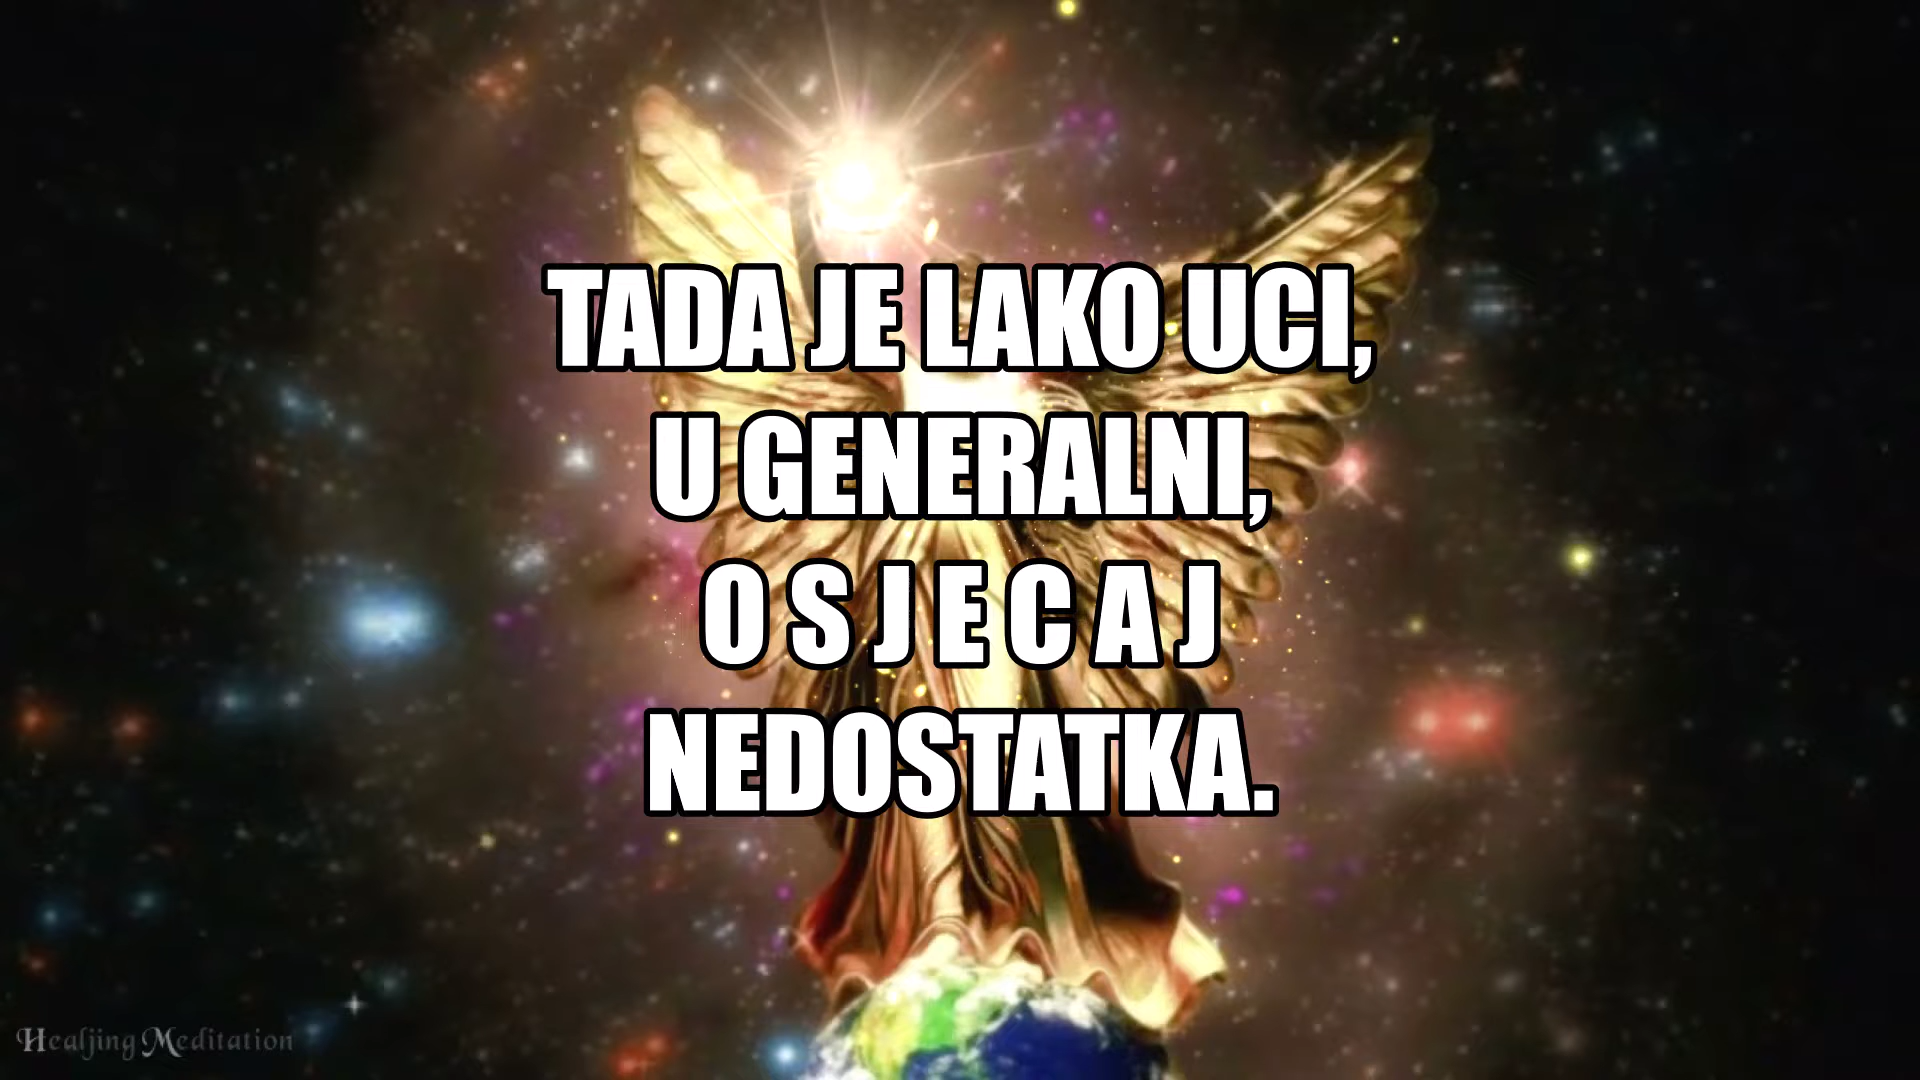 TADA JE LAKO UCI,
U GENERALNI,
O S J E C A J
NEDOSTATKA.
Healjing Meditation